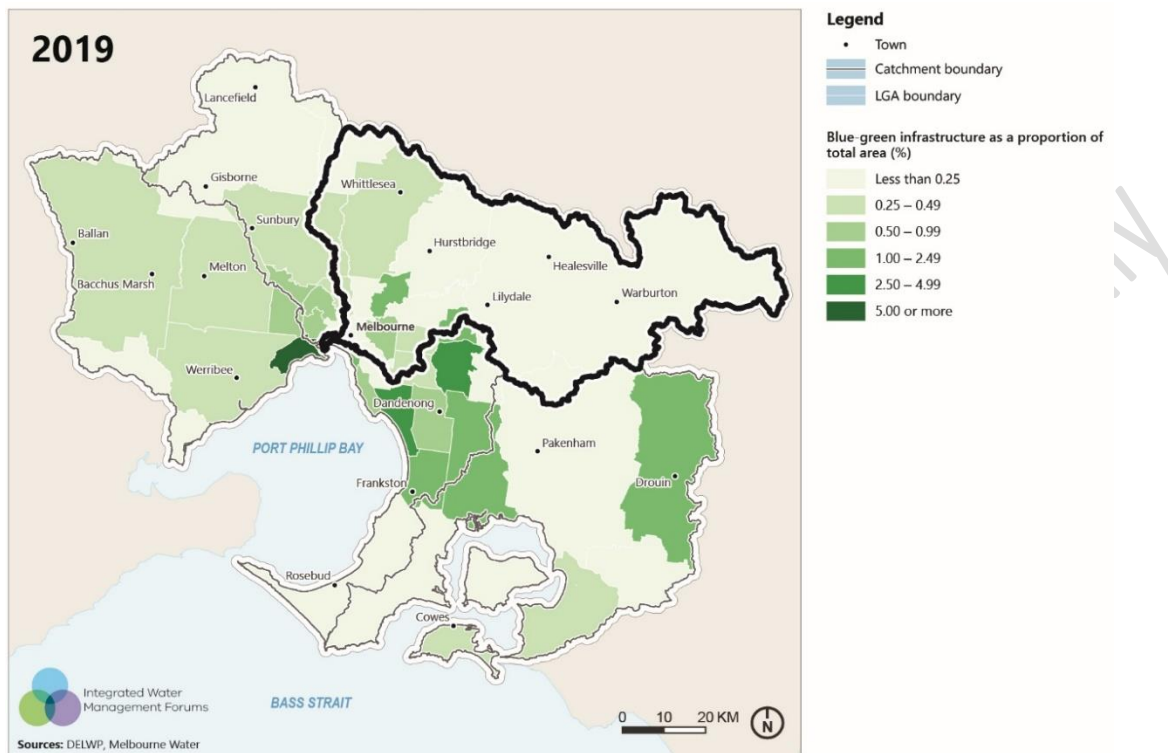 2019
Lancefield
Gisborne
Whittlesea
Sunbury
Hurstbridge
Ballan
Healesville
Melton
Bacchus Marsh
Lilydale
Warburton
Melbourne
Werribee
Dandenong
PORT PHILLIP BAY
Pakenham
Frankston
Drouin
Rosebud
Cowes
BASS STRAIT
Integrated Water
Management Forums
0 10 20 KM
N
Sources: DELWP, Melbourne Water
Legend
Town
Catchment boundary
LGA boundary
Blue-green infrastructure as a proportion of
total area (%)
Less than 0.25
0.25 – 0.49
0.50 – 0.99
1.00 – 2.49
2.50 – 4.99
5.00 or more